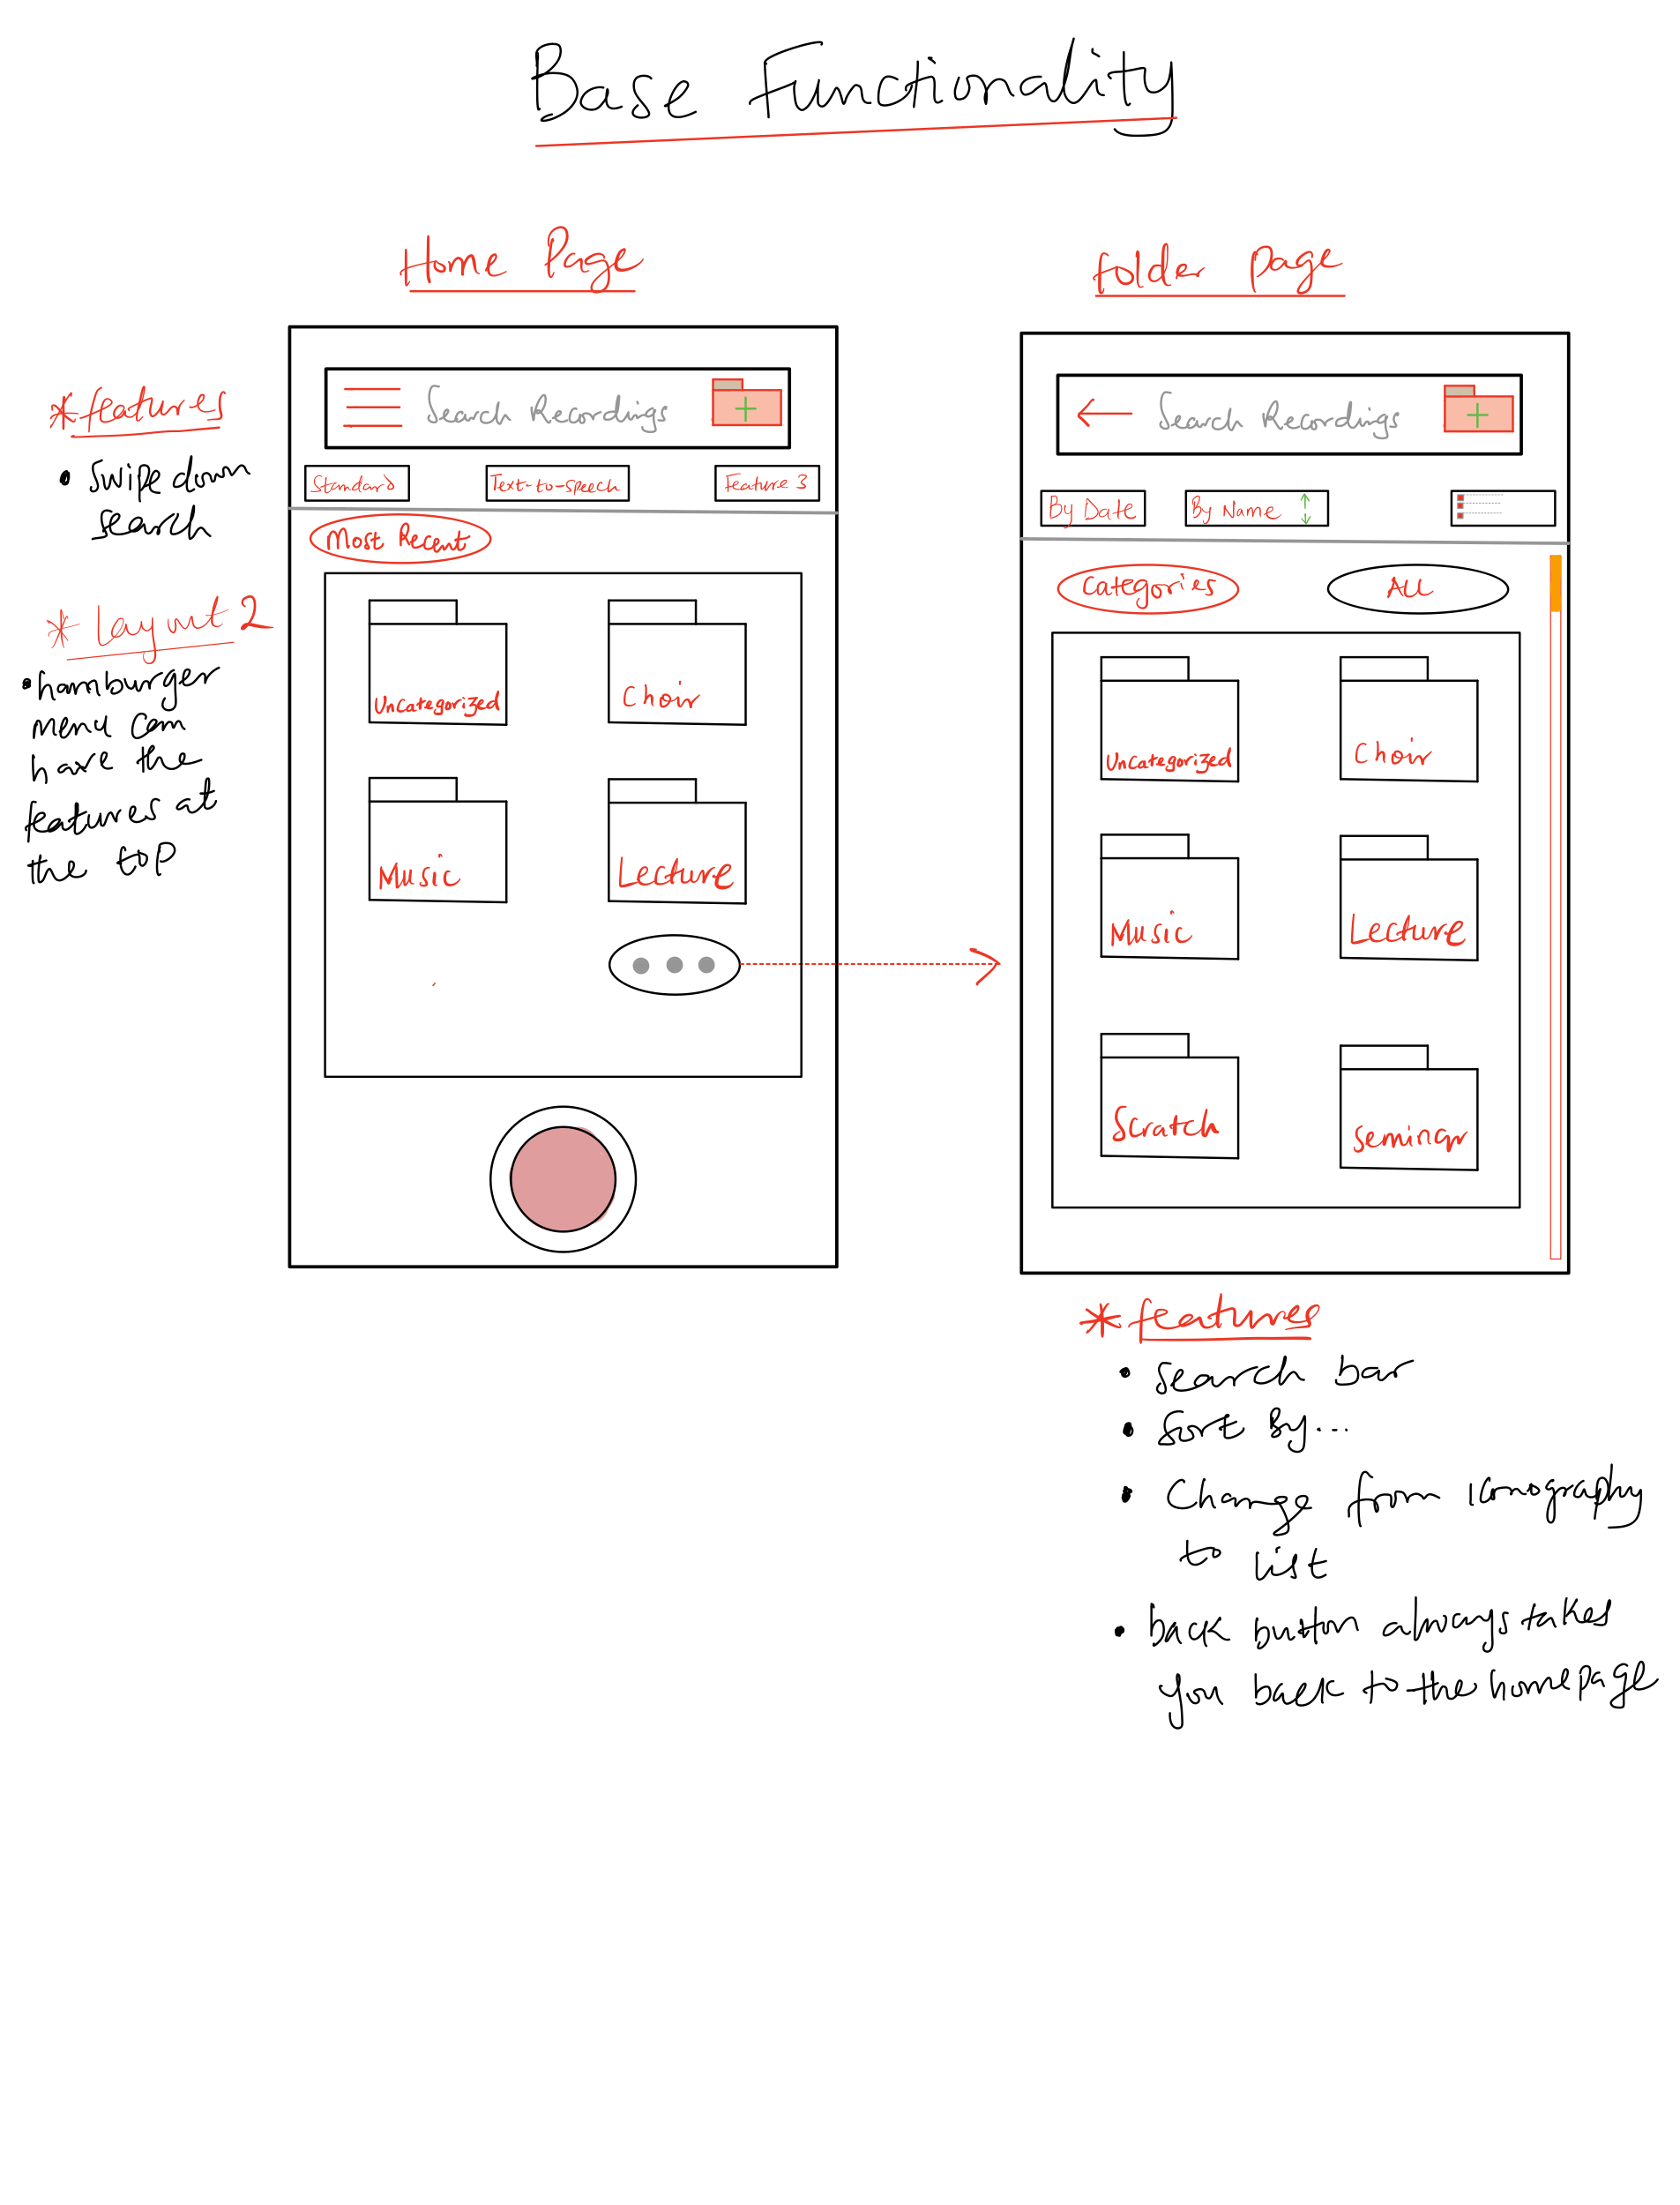 Base Functionality
Home Page
Folder Page
*features
• Swipe down
search
*Layout 2
• hamburger
menu can
have the
features at
the top
Search Recordings
Standard
Text-to-speech
Feature 3
Most Recent
Uncategorized
Choir
Music
Lecture
Search Recordings
By Date
By Name
Categories
All
Uncategorized
Choir
Music
Lecture
Scratch
Seminar
*features
• Search bar
• Sort By...
• Change from iconography
to list
• back button always takes
you back to the homepage